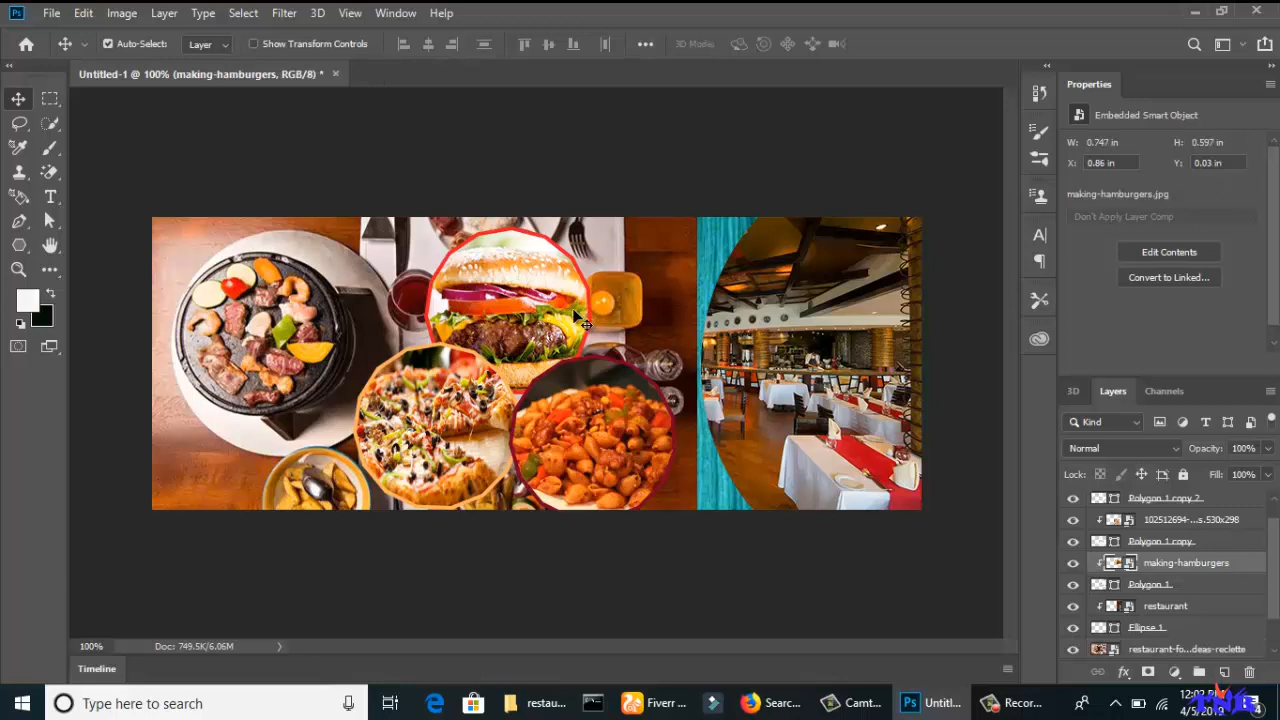 Ps File Edit Image Layer Type Select Filter 3D View Window Help
Auto-Select: Layer Show Transform Controls 3D Mode:
Untitled-1 @ 100% (making-hamburgers, RGB/8) *
Properties
Embedded Smart Object
W: 0.747 in H: 0.597 in
X: 0.86 in Y: 0.03 in
making-hamburgers.jpg
Don't Apply Layer Comp
Edit Contents
Convert to Linked...
3D Layers Channels
Kind
Normal Opacity: 100%
Lock: Fill: 100%
Polygon 1 copy 2
102512694-...s.530x298
Polygon 1 copy
making-hamburgers
Polygon 1
restaurant
Ellipse 1
restaurant-fo...deas-reclette
100% Doc: 749.5K/6.06M
Timeline
Type here to search restau... Fiverr ... Searc... Camt... Ps Untitl... Recor...
TNB